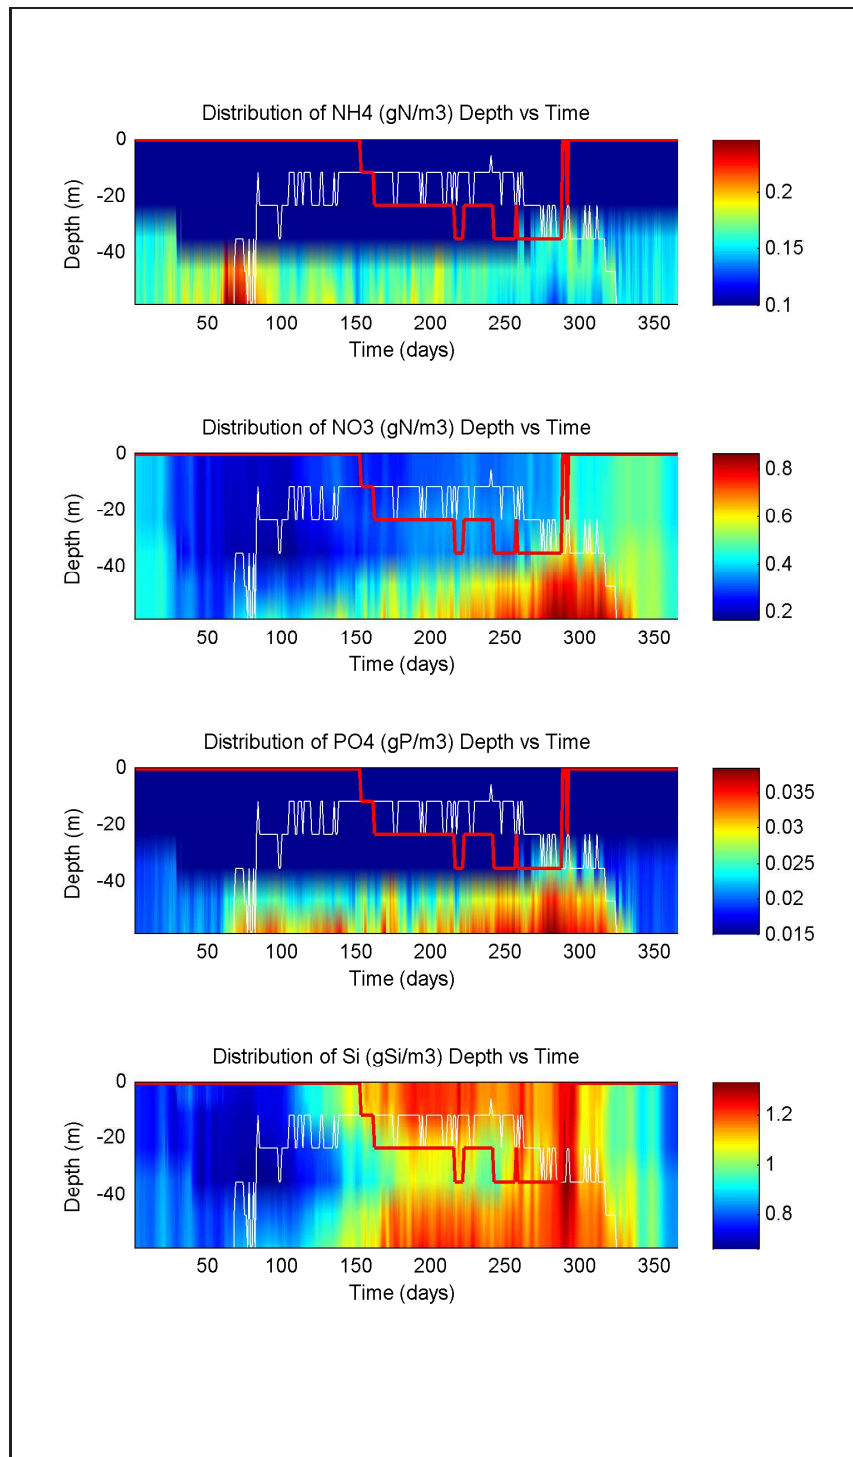 Distribution of NH4 (gN/m3) Depth vs Time
0
-20
-40
Depth (m)
50 100 150 200 250 300 350
Time (days)
0.2
0.15
0.1
Distribution of NO3 (gN/m3) Depth vs Time
0
-20
-40
Depth (m)
50 100 150 200 250 300 350
Time (days)
0.8
0.6
0.4
0.2
Distribution of PO4 (gP/m3) Depth vs Time
0
-20
-40
Depth (m)
50 100 150 200 250 300 350
Time (days)
0.035
0.03
0.025
0.02
0.015
Distribution of Si (gSi/m3) Depth vs Time
0
-20
-40
Depth (m)
50 100 150 200 250 300 350
Time (days)
1.2
1
0.8